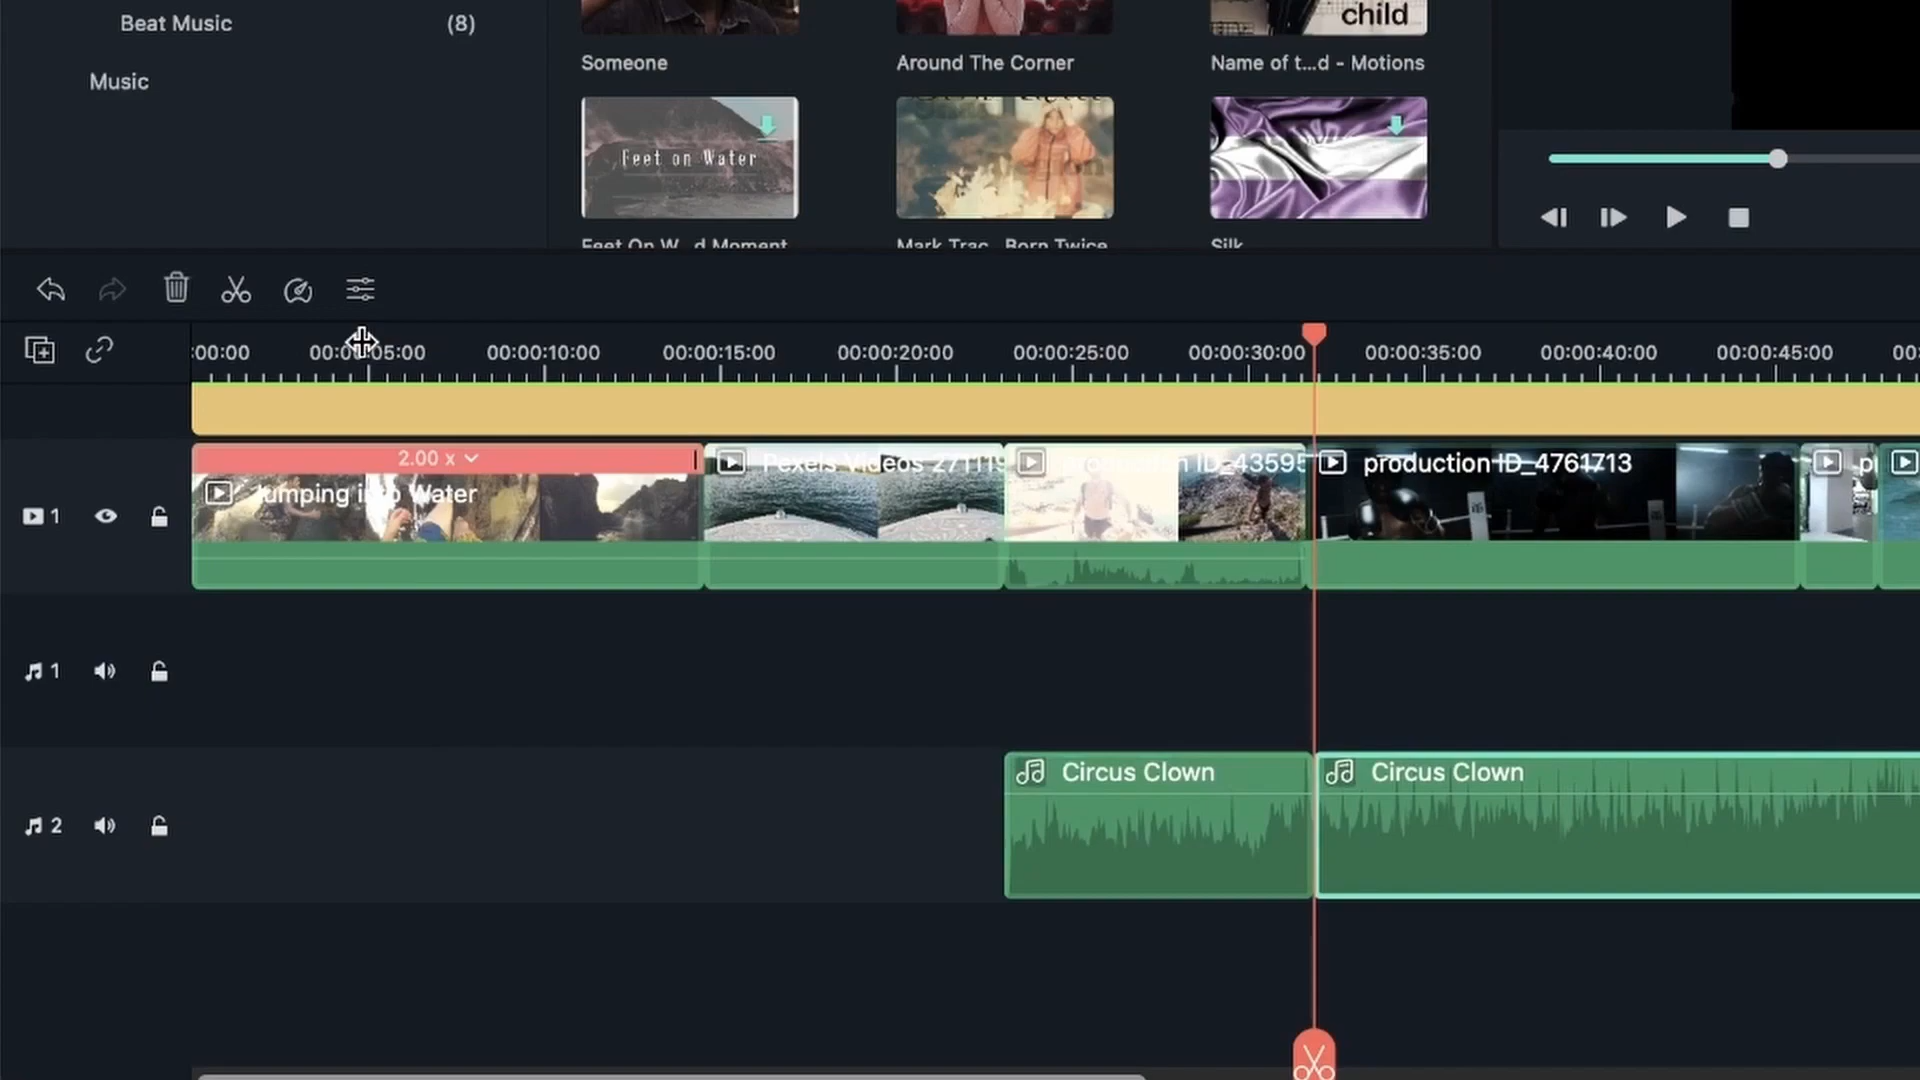 Beat Music (8)
Music
child
Someone
Around The Corner
Name of t...d - Motions
Feet on Water
Feet On W...d Moment
Mark Trac...Born Twice
Silk
:00:00
00:00:05:00
00:00:10:00
00:00:15:00
00:00:20:00
00:00:25:00
00:00:30:00
00:00:35:00
00:00:40:00
00:00:45:00
2.00 x
Jumping into Water
Pexels Videos 271119
production ID_43595
production ID_4761713
1
1
2
Circus Clown
Circus Clown